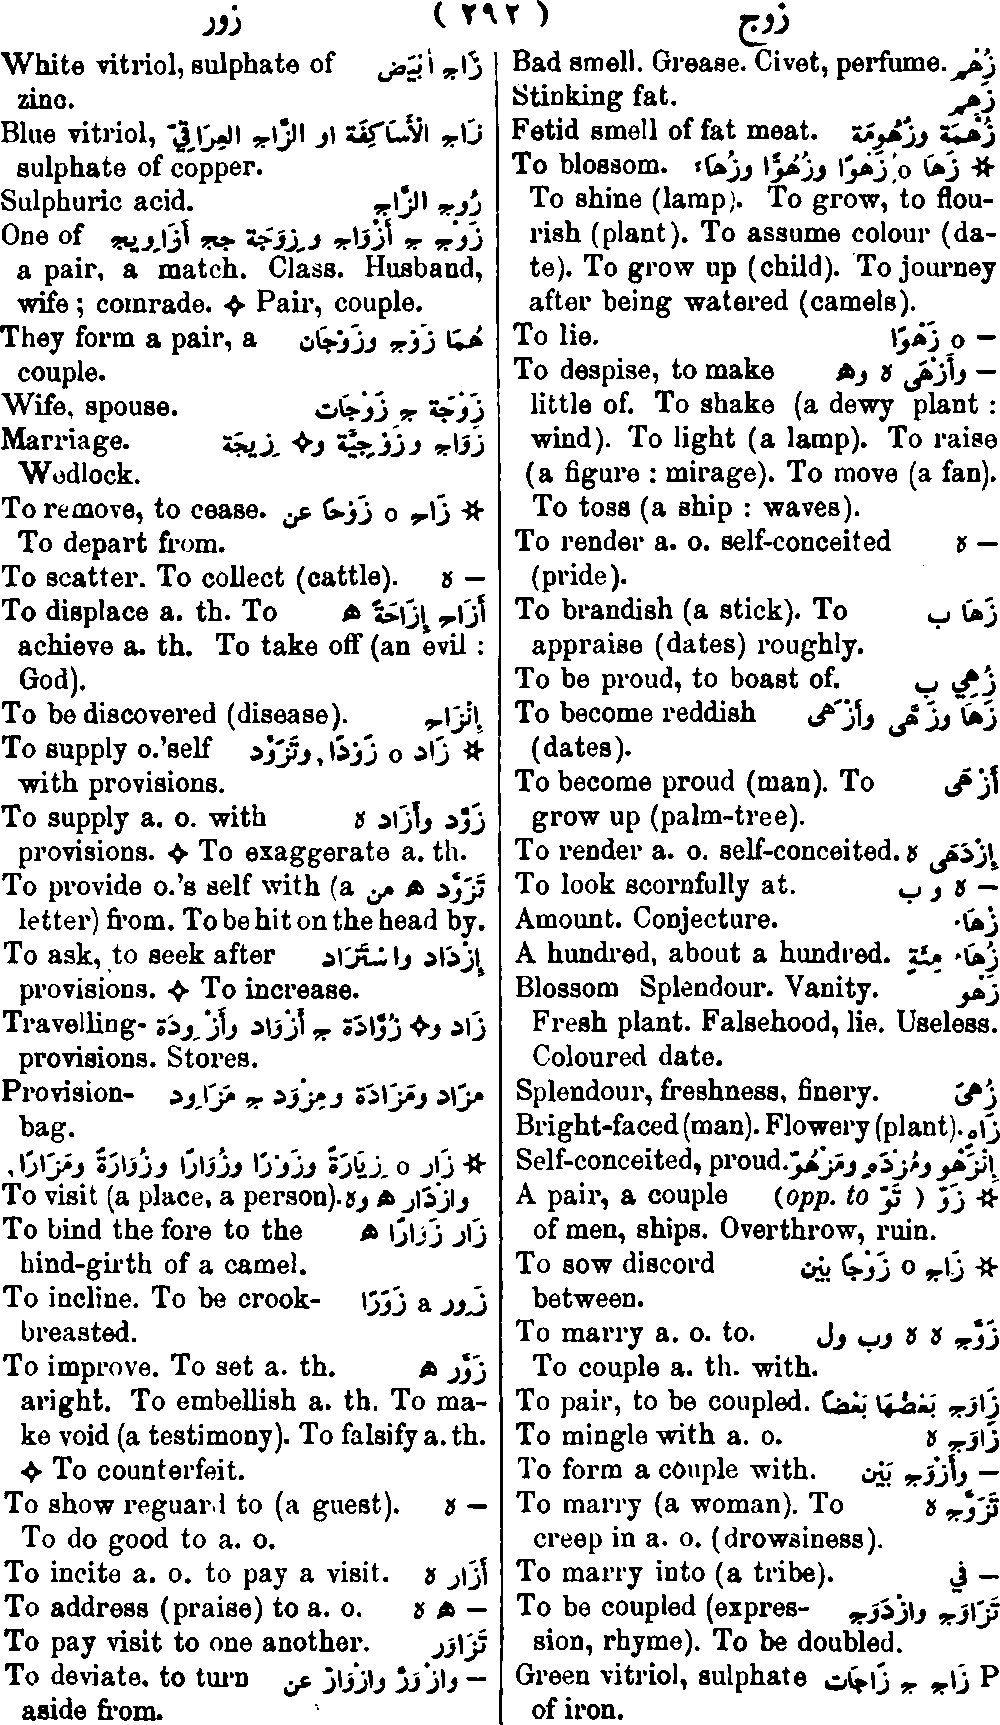 زوج ( ٢٩٢ ) زور
Bad smell. Grease. Civet, perfume. زُهْم
Stinking fat. زَهِم
Fetid smell of fat meat. زُهْمَة وزُهُومَة
To blossom. ✲ زَهَا o زَهْوًا وزُهُوًّا وزُهَاء
To shine (lamp). To grow, to flou-
rish (plant). To assume colour (da-
te). To grow up (child). To journey
after being watered (camels).
To lie. — o زَهْوًا
To despise, to make — وأَزْهَى ه وه
little of. To shake (a dewy plant :
wind). To light (a lamp). To raise
(a figure : mirage). To move (a fan).
To toss (a ship : waves).
To render a. o. self-conceited — ه
(pride).
To brandish (a stick). To زَهَا ب
appraise (dates) roughly.
To be proud, to boast of. زُهِيَ ب
To become reddish زَهَا وزَهَّى وأَزْهَى
(dates).
To become proud (man). To أَزْهَى
grow up (palm-tree).
To render a. o. self-conceited. إِزْدَهَى ه
To look scornfully at. — ه و ب
Amount. Conjecture. زُهَاء
A hundred, about a hundred. زُهَاء مِئَةٍ
Blossom Splendour. Vanity. زَهْو
Fresh plant. Falsehood, lie. Useless.
Coloured date.
Splendour, freshness, finery. زُهَىً
Bright-faced (man). Flowery (plant). زَاهٍ
Self-conceited, proud. إِنْزَهْو ومُزْدَهٍ ومَزْهُوّ
A pair, a couple (opp. to تَوّ ) ✲ زَوّ
of men, ships. Overthrow, ruin.
To sow discord ✲ زَاج o زَوْجًا بَيْن
between.
To marry a. o. to. زَوَّج ه ه وب ول
To couple a. th. with.
To pair, to be coupled. زَاوَج بَعْضُهَا بَعْضًا
To mingle with a. o. زَاوَج ه
To form a couple with. — وأَزْوَج بَيْن
To marry (a woman). To تَزَوَّج ه
creep in a. o. (drowsiness).
To marry into (a tribe). — في
To be coupled (expres- تَزَاوَج وازْدَوَج
sion, rhyme). To be doubled.
Green vitriol, sulphate P زَاج ج زَاجَات
of iron.
White vitriol, sulphate of زَاج أَبْيَض
zinc.
Blue vitriol, زَاج الْأَسَاكِفَة او الزَّاج العِرَاقِيّ
sulphate of copper.
Sulphuric acid. رُوح الزَّاج
One of زَوْج ج أَزْوَاج وزِوَجَة جج أَزَاوِيج
a pair, a match. Class. Husband,
wife ; comrade. ✧ Pair, couple.
They form a pair, a هُمَا زَوْج وزَوْجَان
couple.
Wife, spouse. زَوْجَة ج زَوْجَات
Marriage. زَوَاج وزَوْجِيَّة و✧ زِيجَة
Wedlock.
To remove, to cease. ✲ زَاح o زَوْحًا عن
To depart from.
To scatter. To collect (cattle). — ه
To displace a. th. To أَزَاح إِزَاحَةً ه
achieve a. th. To take off (an evil :
God).
To be discovered (disease). إِنْزَاح
To supply o.'self ✲ زَاد o زَوْدًا, وتَزَوَّد
with provisions.
To supply a. o. with زَوَّد وأَزَاد ه
provisions. ✧ To exaggerate a. th.
To provide o.'s self with (a تَزَوَّد ه من
letter) from. To be hit on the head by.
To ask, to seek after إِزْدَاد واسْتَزَاد
provisions. ✧ To increase.
Travelling- زَاد و✧ زُوَّادَة ج أَزْوَاد وأَزْوِدَة
provisions. Stores.
Provision- مَزَاد ومَزَادَة ومِزْوَد ج مَزَاوِد
bag.
✲ زَار o زِيَارَةً وزَوْرًا وزُوَارًا وزُوَارَةً ومَزَارًا,
To visit (a place, a person). وازْدَار ه وه
To bind the fore to the زَار زَوَارًا ه
hind-girth of a camel.
To incline. To be crook- زَوِر a زَوَرًا
breasted.
To improve. To set a. th. زَوَّر ه
aright. To embellish a. th. To ma-
ke void (a testimony). To falsify a. th.
✧ To counterfeit.
To show reguard to (a guest). — ه
To do good to a. o.
To incite a. o. to pay a visit. أَزَار ه
To address (praise) to a. o. — ه ه
To pay visit to one another. تَزَاوَر
To deviate, to turn — وازْوَرَّ وازْوَارَّ عن
aside from.